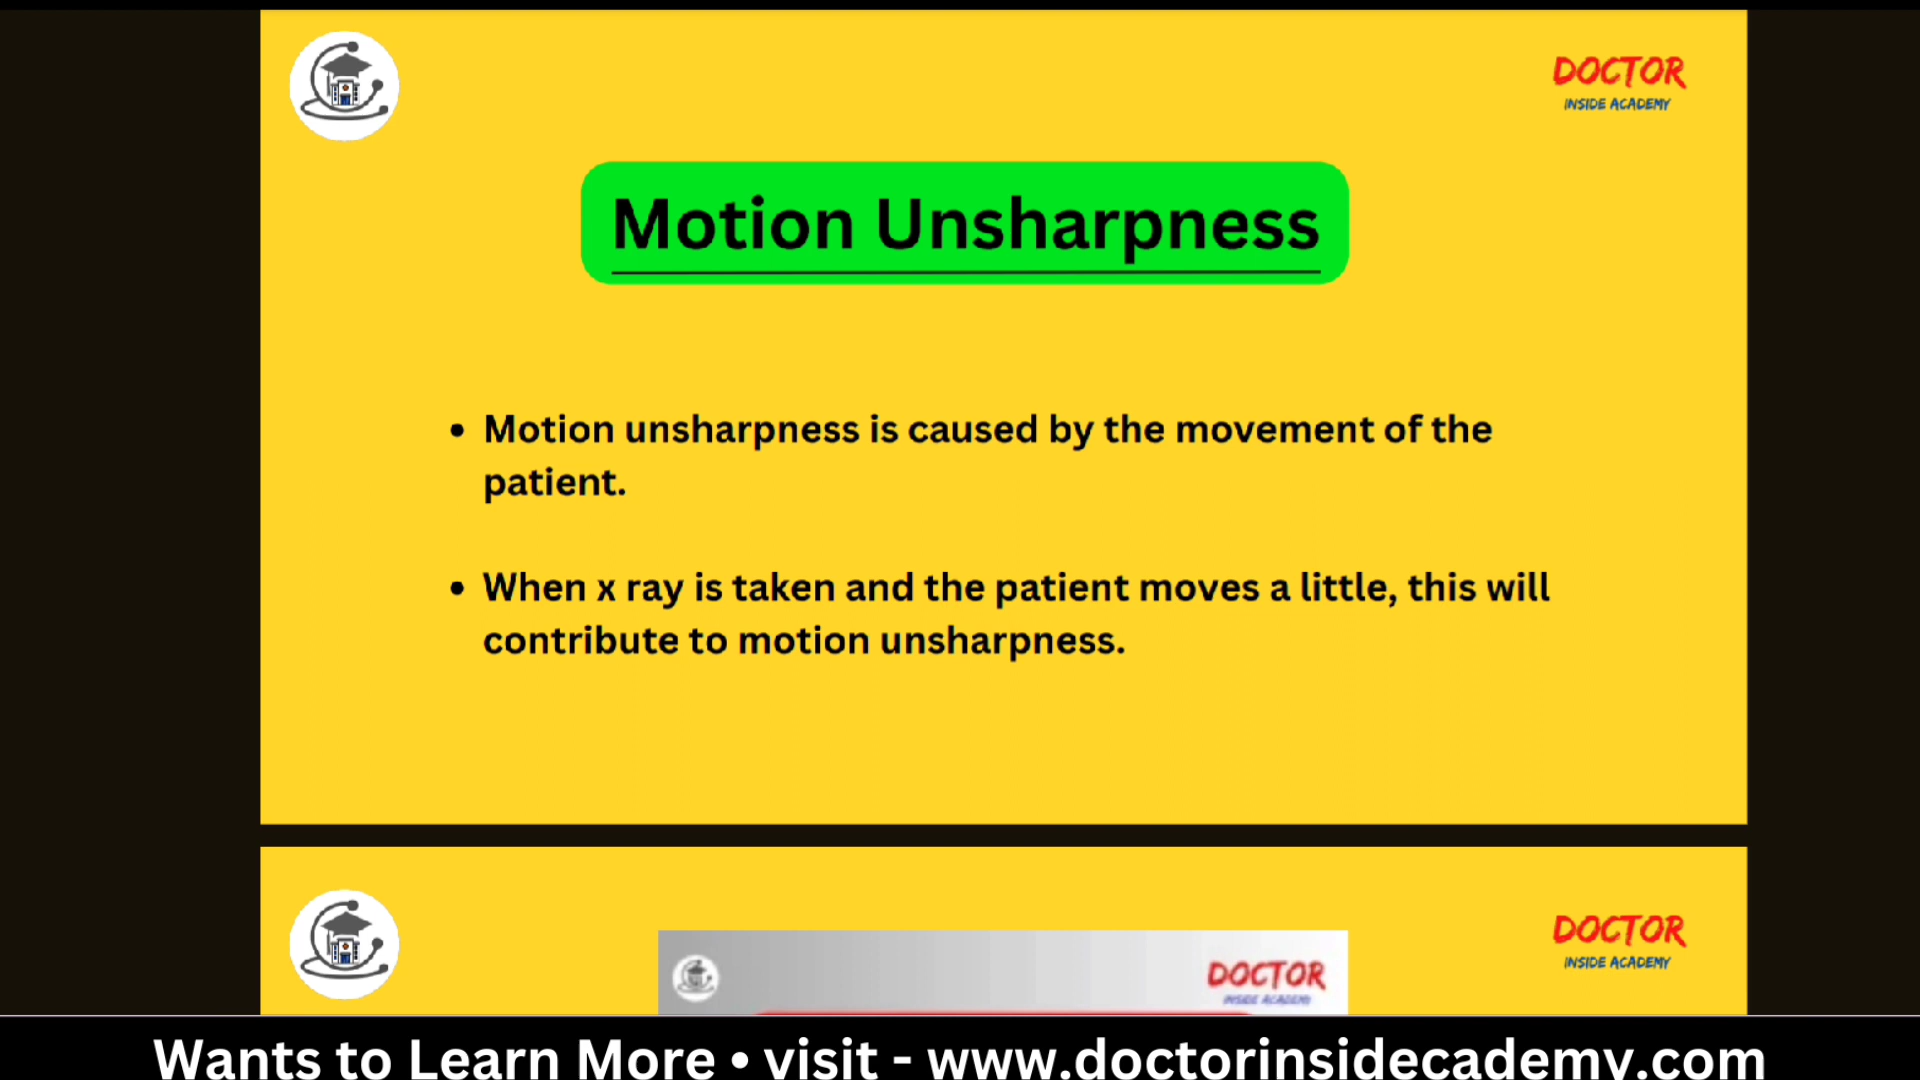 DOCTOR
INSIDE ACADEMY
Motion Unsharpness
• Motion unsharpness is caused by the movement of the
patient.
• When x ray is taken and the patient moves a little, this will
contribute to motion unsharpness.
DOCTOR
INSIDE ACADEMY
DOCTOR
INSIDE ACADEMY
Wants to Learn More • visit - www.doctorinsidecademy.com